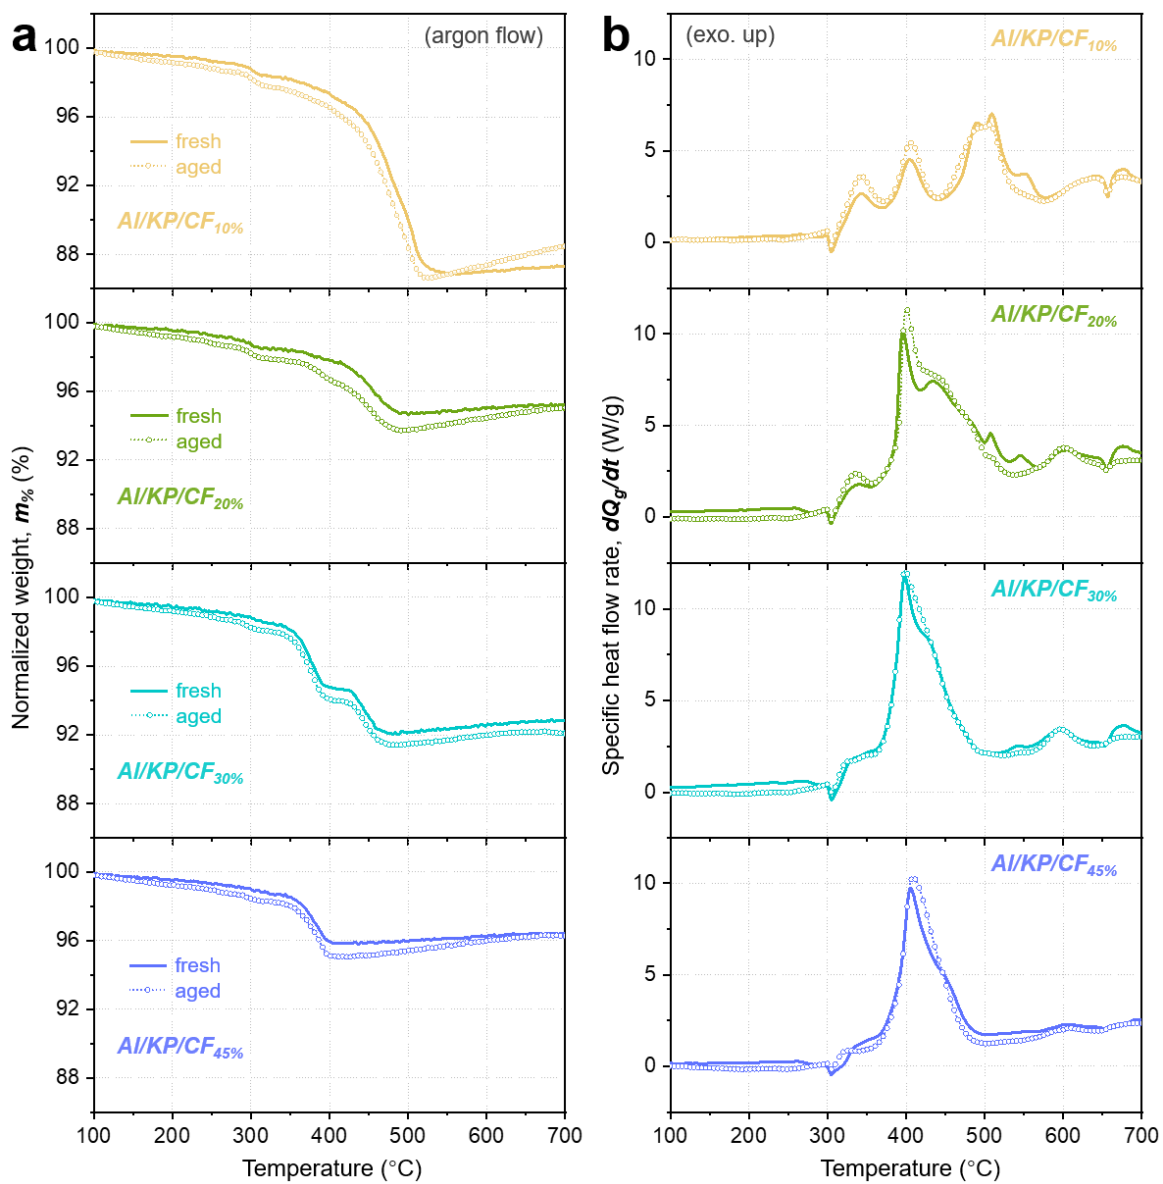 a
(argon flow)
100
96
92
88
fresh
aged
Al/KP/CF10%
100
96
92
88
fresh
aged
Al/KP/CF20%
100
96
92
88
fresh
aged
Al/KP/CF30%
100
96
92
88
fresh
aged
Al/KP/CF45%
100 200 300 400 500 600 700
Temperature (°C)
Normalized weight, m% (%)
b
(exo. up)
Al/KP/CF10%
10
5
0
Al/KP/CF20%
10
5
0
Al/KP/CF30%
10
5
0
Al/KP/CF45%
10
5
0
100 200 300 400 500 600 700
Temperature (°C)
Specific heat flow rate, dQg/dt (W/g)